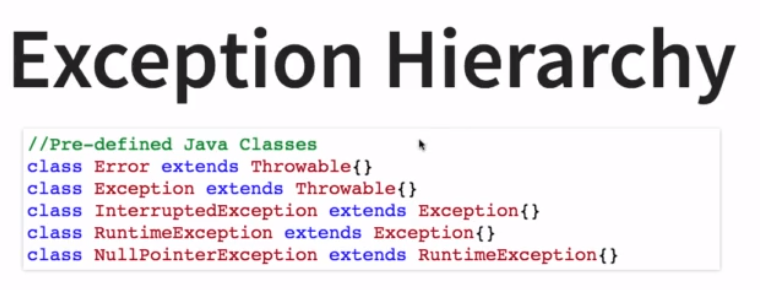 Exception Hierarchy
//Pre-defined Java Classes
class Error extends Throwable{}
class Exception extends Throwable{}
class InterruptedException extends Exception{}
class RuntimeException extends Exception{}
class NullPointerException extends RuntimeException{}